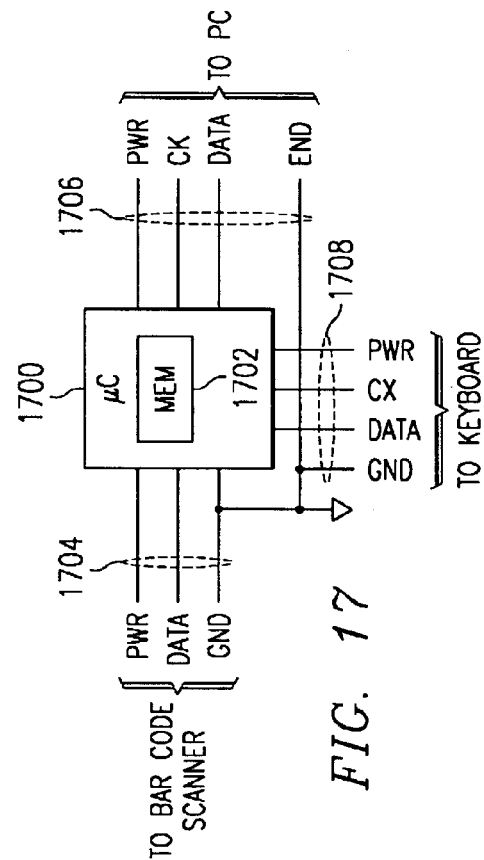 1700
μC
MEM
1702
1704
PWR
DATA
GND
TO BAR CODE
SCANNER
1706
PWR
CK
DATA
END
TO PC
1708
PWR
CX
DATA
GND
TO KEYBOARD
FIG. 17